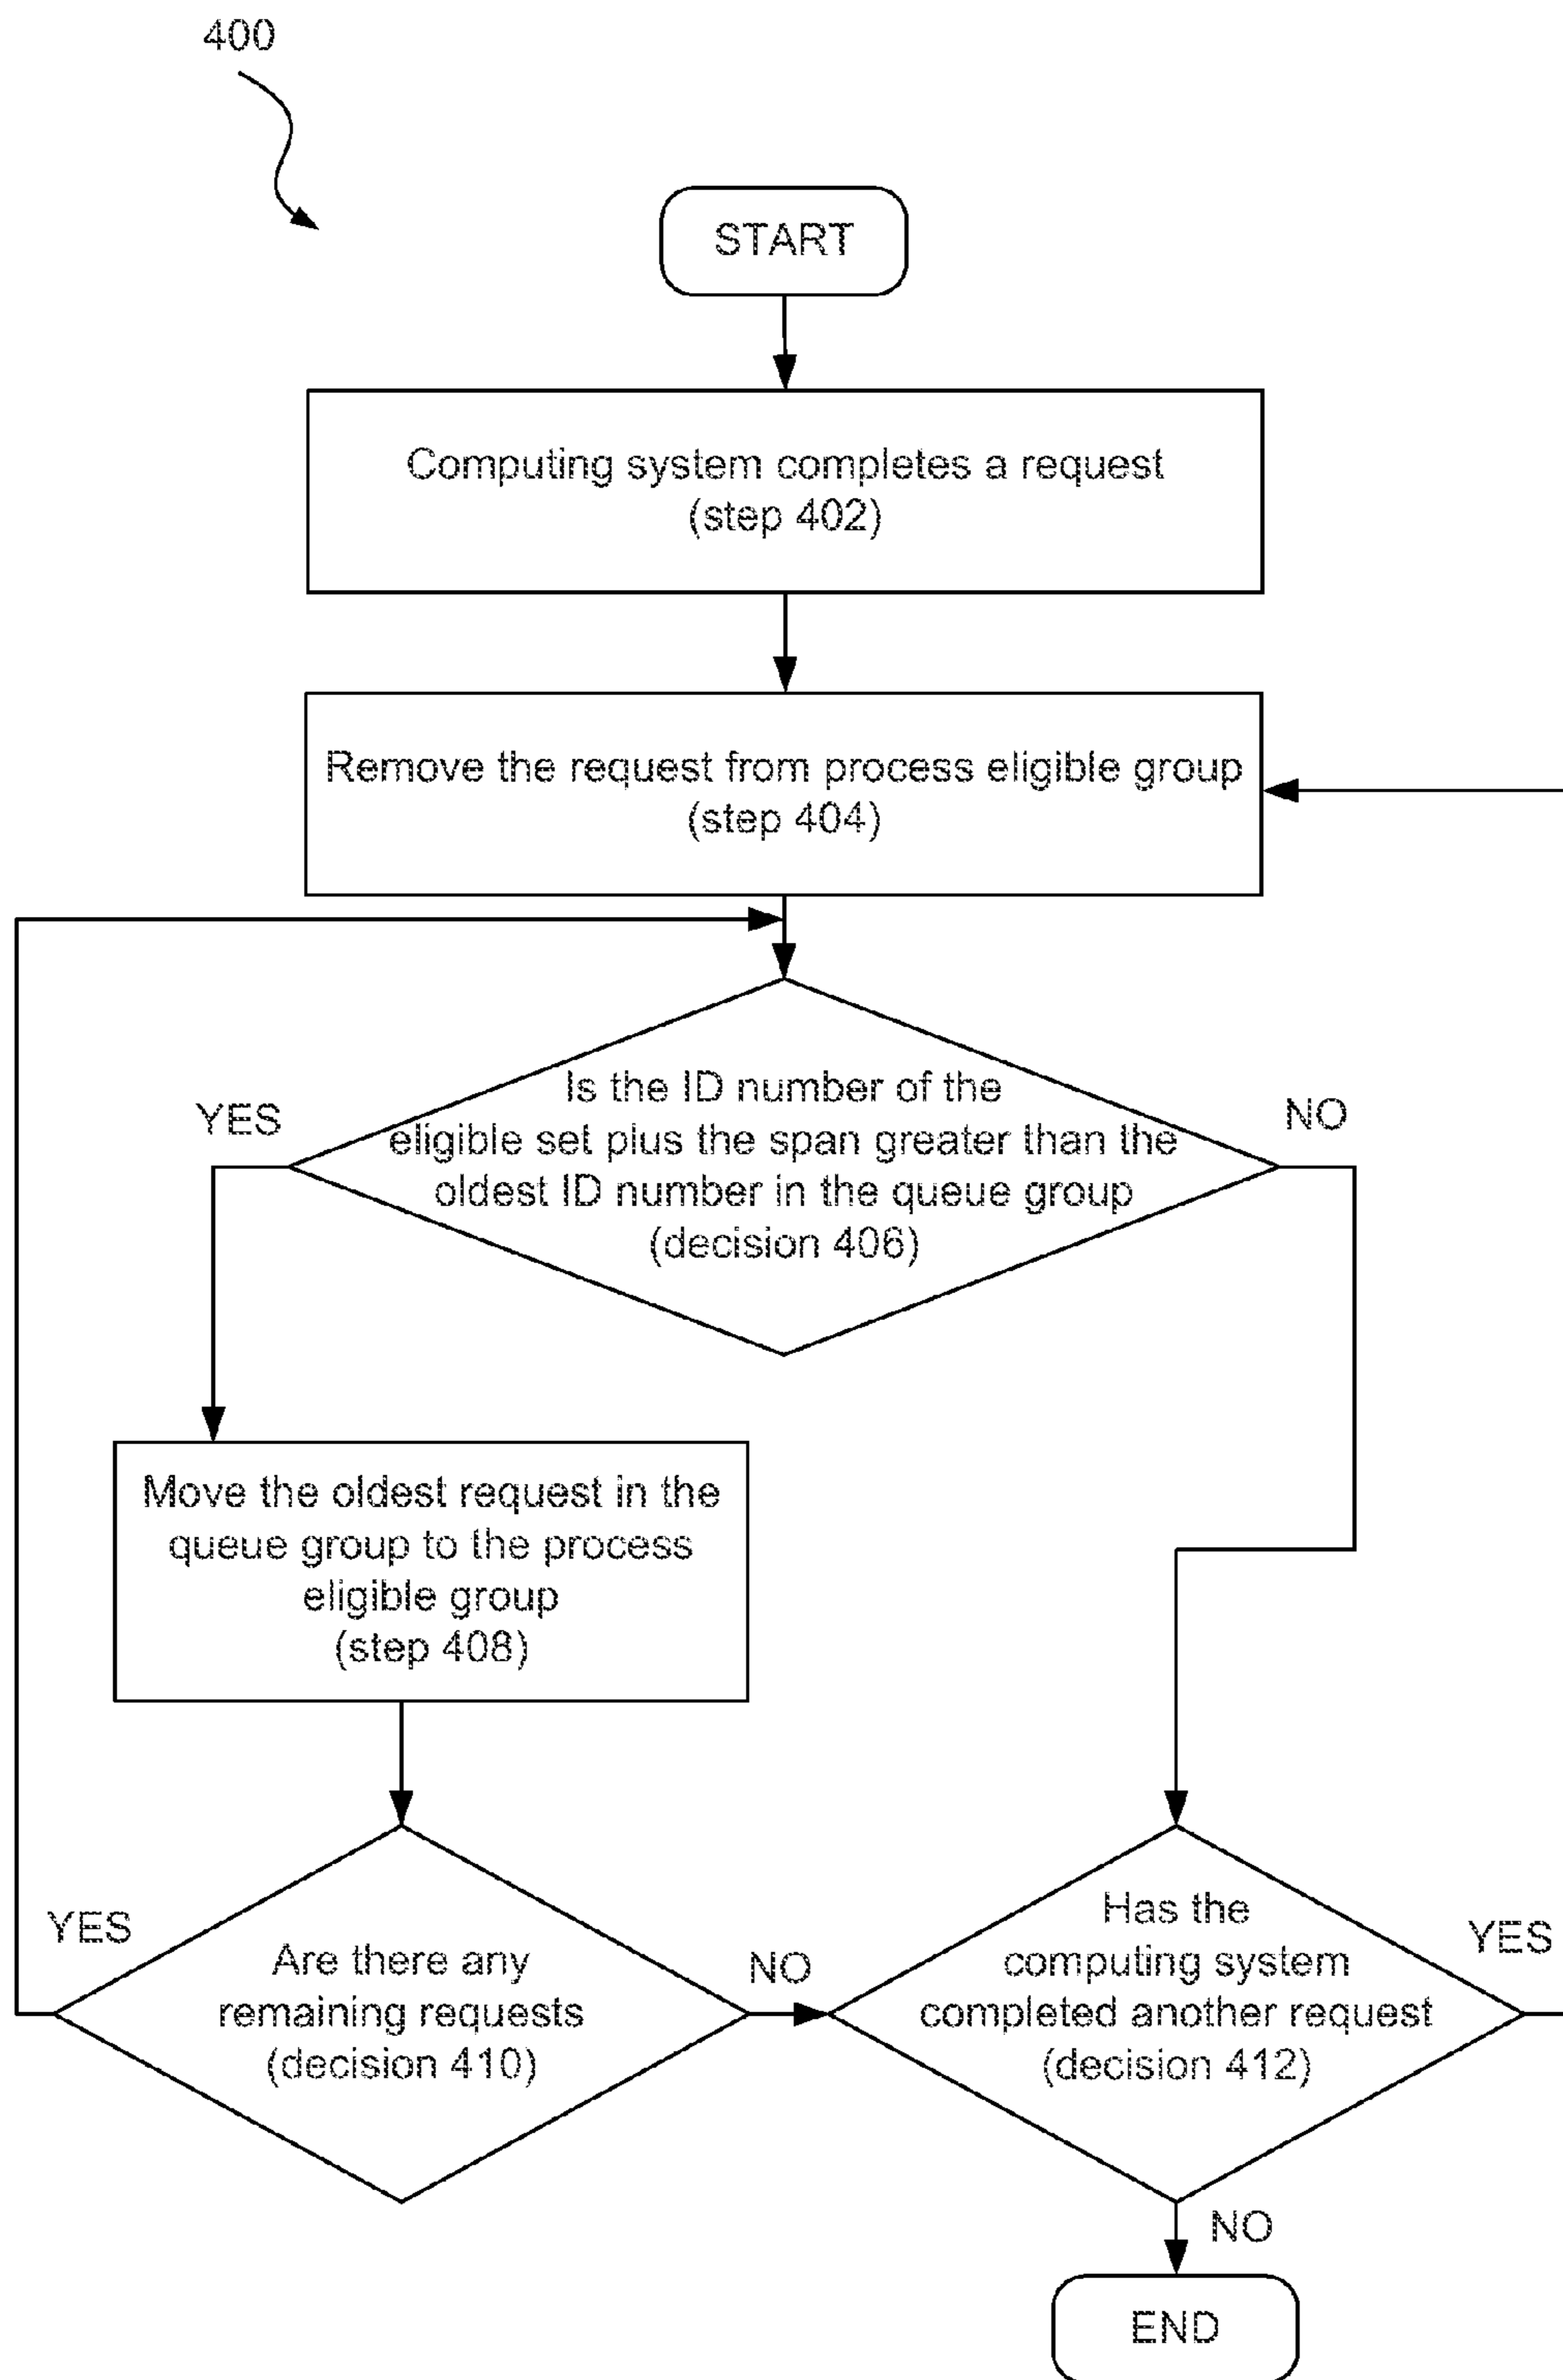 400
START
Computing system completes a request
(step 402)
Remove the request from process eligible group
(step 404)
Is the ID number of the
eligible set plus the span greater than the
oldest ID number in the queue group
(decision 406)
YES
NO
Move the oldest request in the
queue group to the process
eligible group
(step 408)
Are there any
remaining requests
(decision 410)
YES
NO
Has the
computing system
completed another request
(decision 412)
YES
NO
END